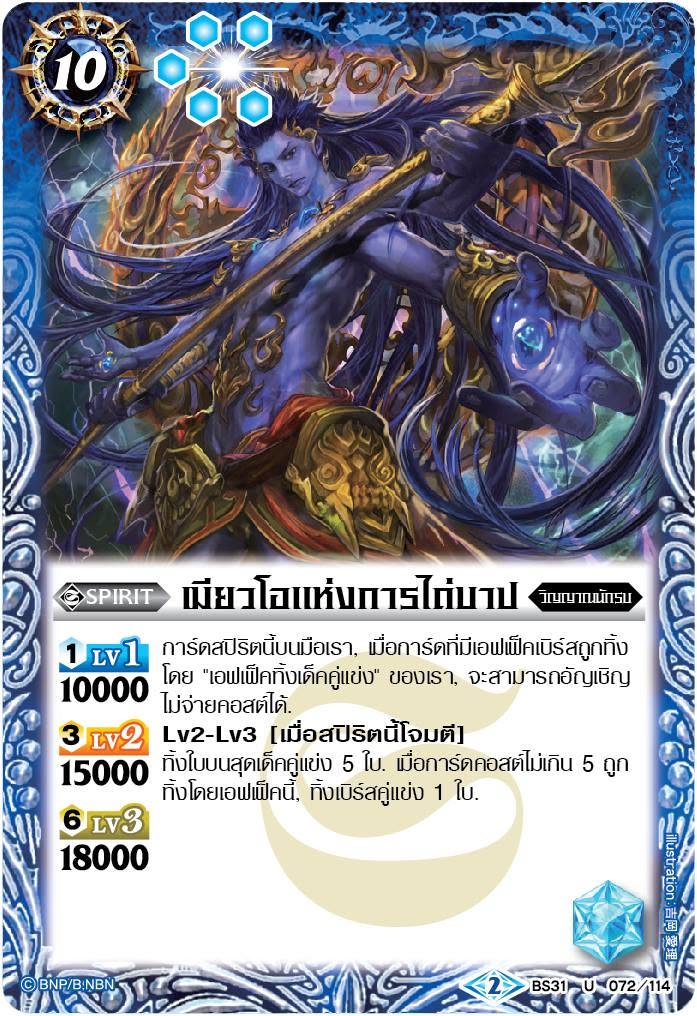 10
SPIRIT
เมียวโอแห่งการไถ่บาป
วิญญาณนักรบ
1 LV1
10000
3 LV2
15000
6 LV3
18000
การ์ดสปิริตนี้บนมือเรา, เมื่อการ์ดที่มีเอฟเฟ็คเบิร์สถูกทิ้ง
โดย "เอฟเฟ็คทิ้งเด็คคู่แข่ง" ของเรา, จะสามารถอัญเชิญ
ไม่จ่ายคอสต์ได้.
Lv2-Lv3 [เมื่อสปิริตนี้โจมตี]
ทิ้งใบบนสุดเด็คคู่แข่ง 5 ใบ. เมื่อการ์ดคอสต์ไม่เกิน 5 ถูก
ทิ้งโดยเอฟเฟ็คนี้, ทิ้งเบิร์สคู่แข่ง 1 ใบ.
illustration:吉岡 愛理
©BNP/B,NBN
2
BS31 U 072/114